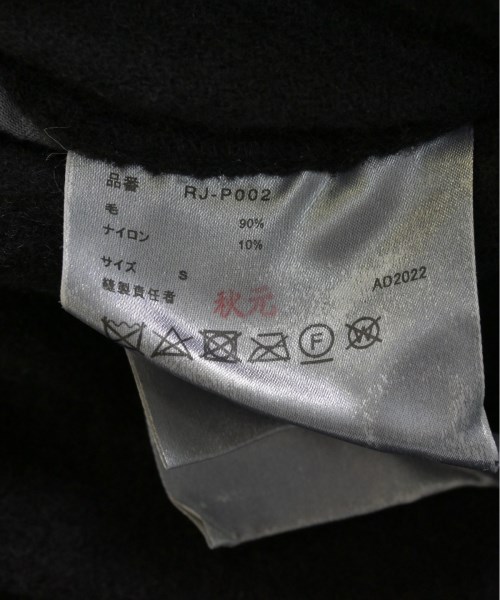 品番 RJ-P002
毛 90%
ナイロン 10%
サイズ S
縫製責任者 秋元 AD2022
F W